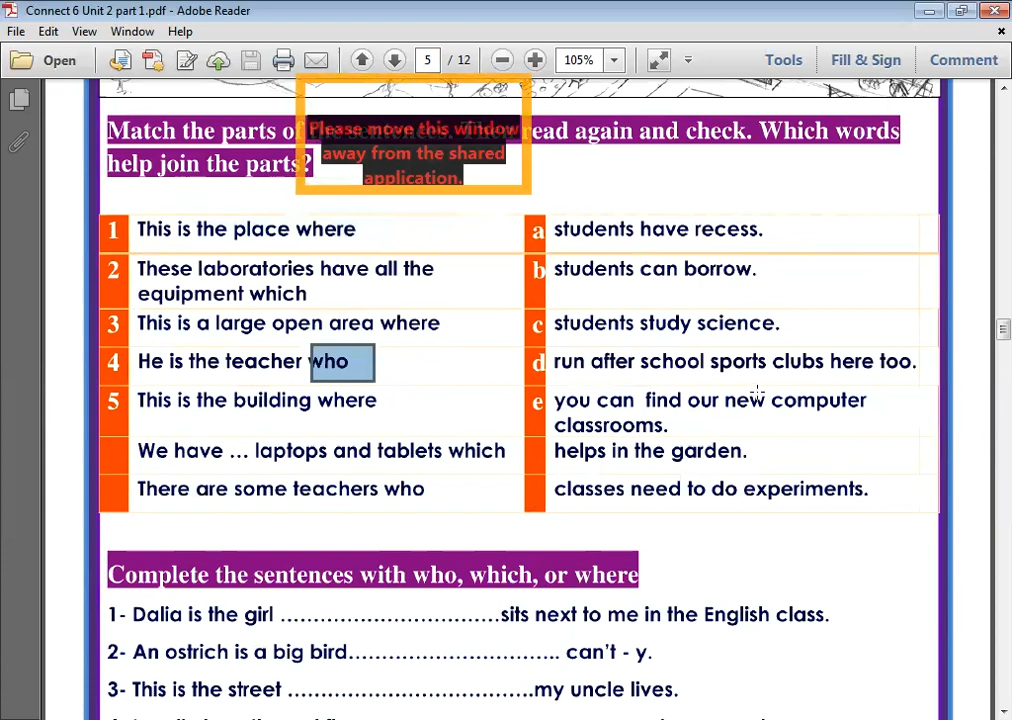 Connect 6 Unit 2 part 1.pdf - Adobe Reader
File Edit View Window Help
Open 5 / 12 105% Tools Fill & Sign Comment
Match the parts of the sentences. Then read again and check. Which words
help join the parts?
Please move this window
away from the shared
application.
1 This is the place where a students have recess.
2 These laboratories have all the b students can borrow.
equipment which
3 This is a large open area where c students study science.
4 He is the teacher who d run after school sports clubs here too.
5 This is the building where e you can find our new computer
classrooms.
We have … laptops and tablets which helps in the garden.
There are some teachers who classes need to do experiments.
Complete the sentences with who, which, or where
1- Dalia is the girl ……………………………….sits next to me in the English class.
2- An ostrich is a big bird…………………………….. can’t - y.
3- This is the street …………………………………..my uncle lives.